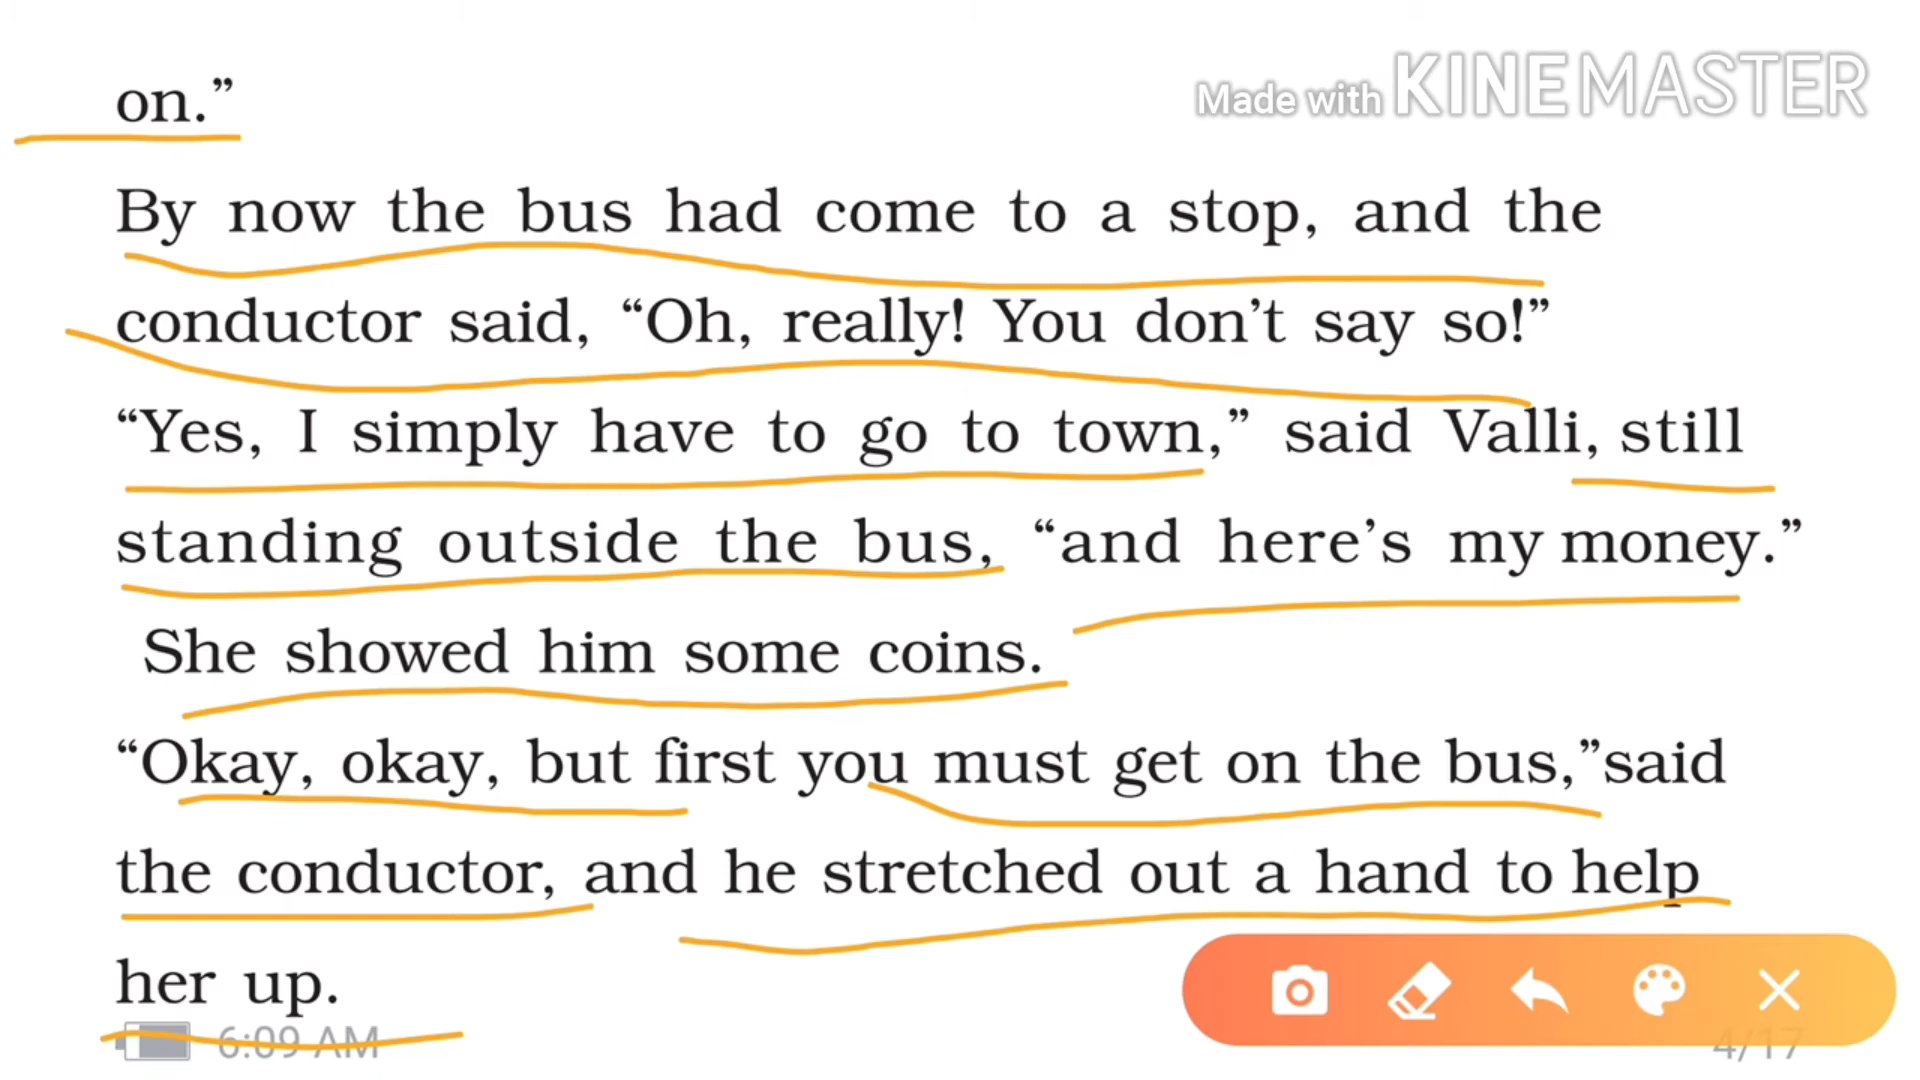 on.”
Made with KINEMASTER
By now the bus had come to a stop, and the
conductor said, “Oh, really! You don’t say so!”
“Yes, I simply have to go to town,” said Valli, still
standing outside the bus, “and here’s my money.”
She showed him some coins.
“Okay, okay, but first you must get on the bus,”said
the conductor, and he stretched out a hand to help
her up.
6:09 AM
4/17